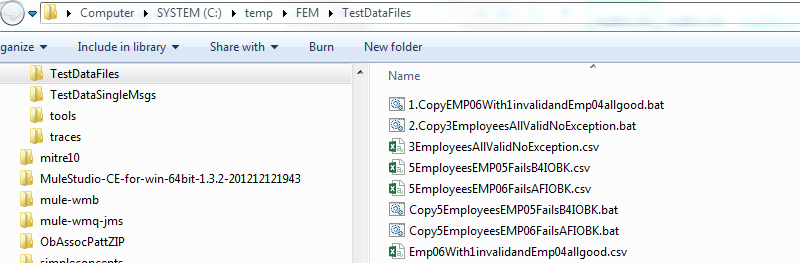 Computer ▸ SYSTEM (C:) ▸ temp ▸ FEM ▸ TestDataFiles
Include in library Share with Burn New folder
TestDataFiles
TestDataSingleMsgs
tools
traces
mitre10
MuleStudio-CE-for-win-64bit-1.3.2-201212121943
mule-wmb
mule-wmq-jms
ObAssocPattZIP
Name
1.CopyEMP06With1invalidandEmp04allgood.bat
2.Copy3EmployeesAllValidNoException.bat
3EmployeesAllValidNoException.csv
5EmployeesEMP05FailsB4IOBK.csv
5EmployeesEMP06FailsAFIOBK.csv
Copy5EmployeesEMP05FailsB4IOBK.bat
Copy5EmployeesEMP06FailsAFIOBK.bat
Emp06With1invalidandEmp04allgood.csv